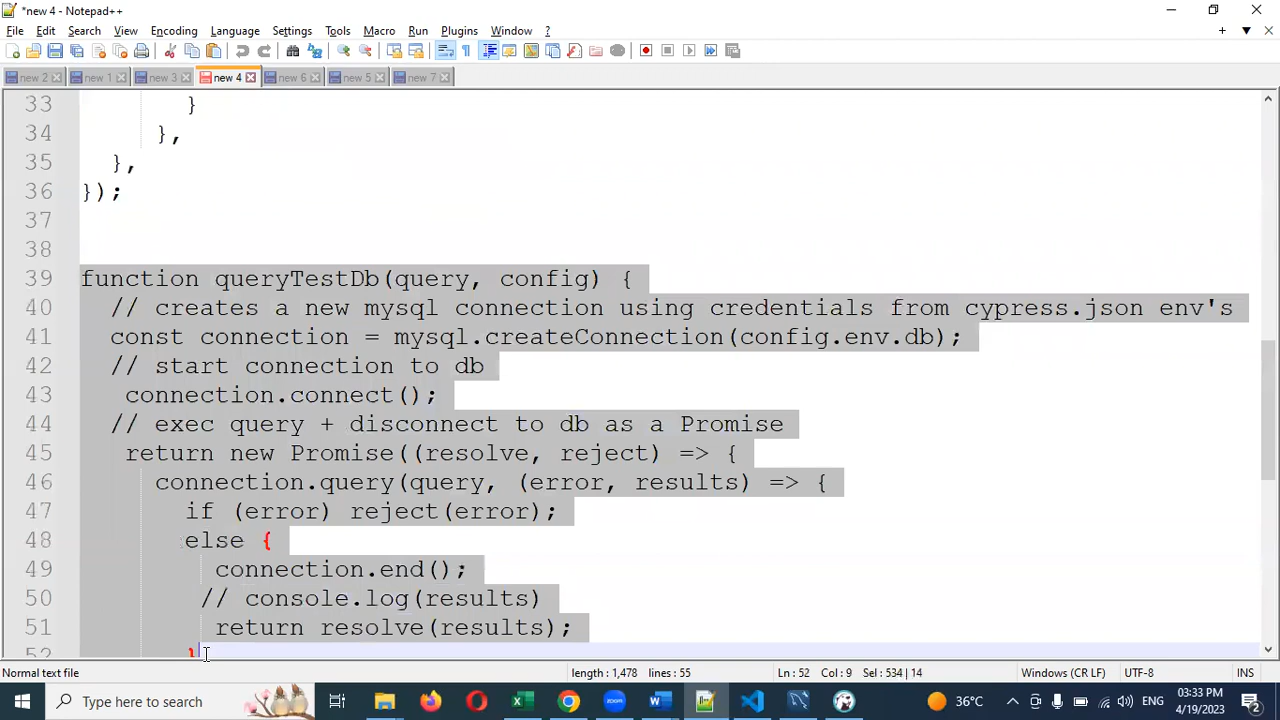 *new 4 - Notepad++
File Edit Search View Encoding Language Settings Tools Macro Run Plugins Window ?
new 2 new 1 new 3 new 4 new 6 new 5 new 7
33 }
34 },
35 },
36 });
37
38
39 function queryTestDb(query, config) {
40 // creates a new mysql connection using credentials from cypress.json env's
41 const connection = mysql.createConnection(config.env.db);
42 // start connection to db
43 connection.connect();
44 // exec query + disconnect to db as a Promise
45 return new Promise((resolve, reject) => {
46 connection.query(query, (error, results) => {
47 if (error) reject(error);
48 else {
49 connection.end();
50 // console.log(results)
51 return resolve(results);
52 }
Normal text file length : 1,478 lines : 55 Ln : 52 Col : 9 Sel : 534 | 14 Windows (CR LF) UTF-8 INS
Type here to search 36°C ENG 03:33 PM 4/19/2023 2